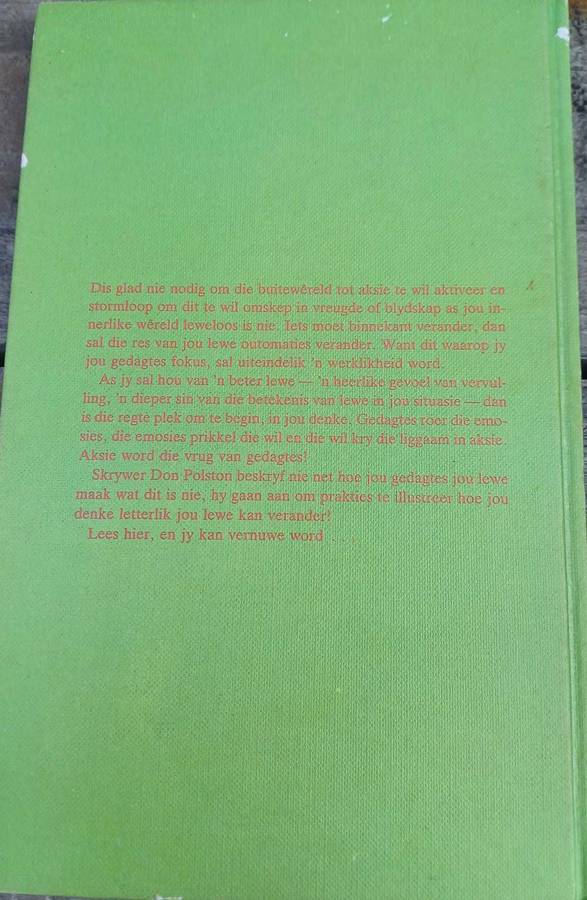 Dis glad nie nodig om die buitewêreld tot aksie te wil aktiveer en
stormloop om dit te wil omskep in vreugde of blydskap as jou in-
nerlike wêreld leweloos is nie. Iets moet binnekant verander, dan
sal die res van jou lewe outomaties verander. Want dit waarop jy
jou gedagtes fokus, sal uiteindelik 'n werklikheid word.
As jy sal hou van 'n beter lewe — 'n heerlike gevoel van vervul-
ling, 'n dieper sin van die betekenis van lewe in jou situasie — dan
is die regte plek om te begin, in jou denke. Gedagtes roer die emo-
sies, die emosies prikkel die wil en die wil kry die liggaam in aksie.
Aksie word die vrug van gedagtes!
Skrywer Don Polston beskryf nie net hoe jou gedagtes jou lewe
maak wat dit is nie, hy gaan aan om prakties te illustreer hoe jou
denke letterlik jou lewe kan verander!
Lees hier, en jy kan vernuwe word . . .